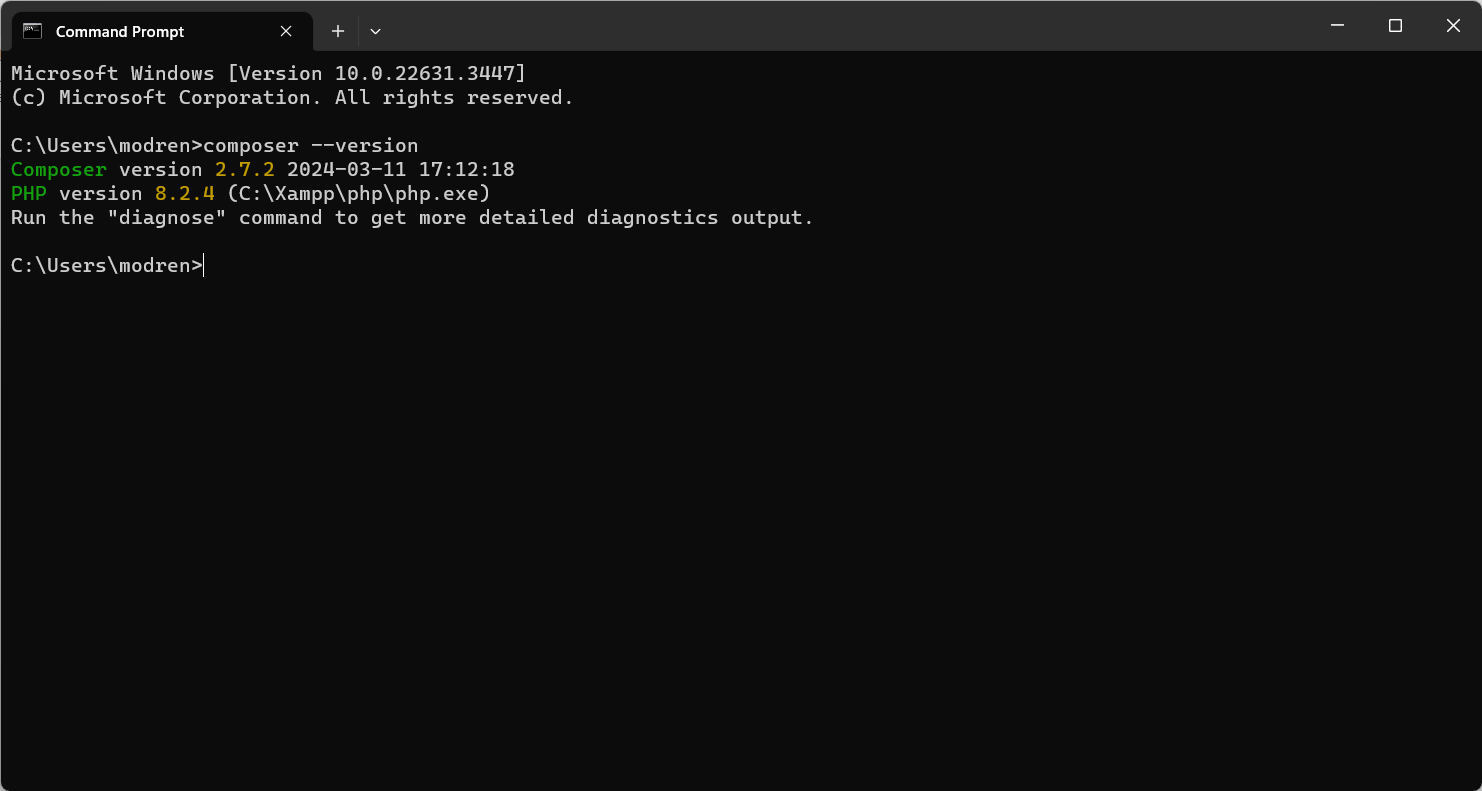 Command Prompt
Microsoft Windows [Version 10.0.22631.3447]
(c) Microsoft Corporation. All rights reserved.
C:\Users\modren>composer --version
Composer version 2.7.2 2024-03-11 17:12:18
PHP version 8.2.4 (C:\Xampp\php\php.exe)
Run the "diagnose" command to get more detailed diagnostics output.
C:\Users\modren>